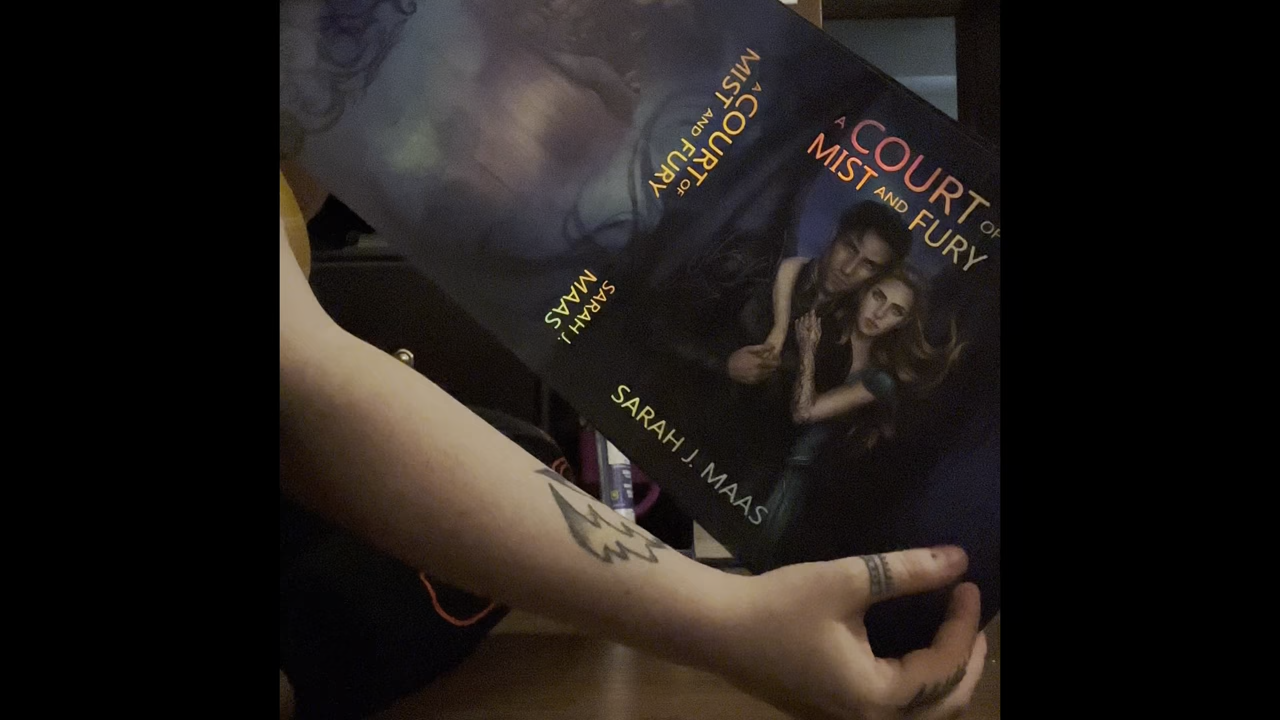 A COURT OF
MIST AND FURY
SARAH J.
MAAS
A COURT OF
MIST AND FURY
SARAH J. MAAS